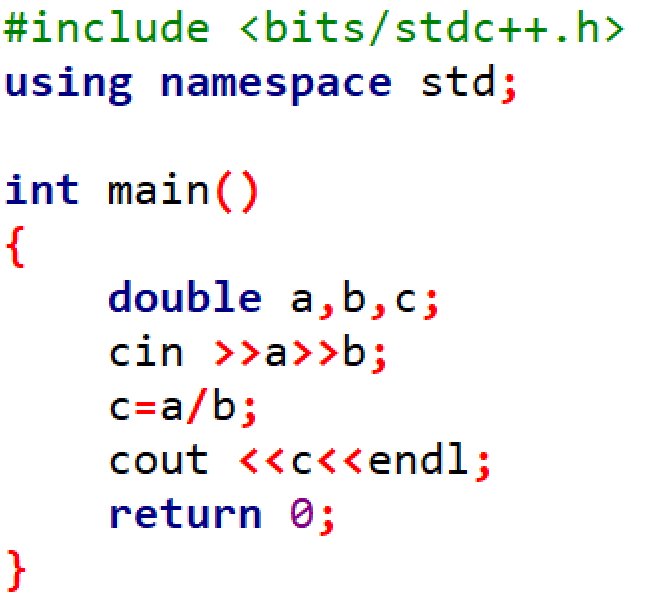 #include <bits/stdc++.h>
using namespace std;

int main()
{
    double a,b,c;
    cin >>a>>b;
    c=a/b;
    cout <<c<<endl;
    return 0;
}